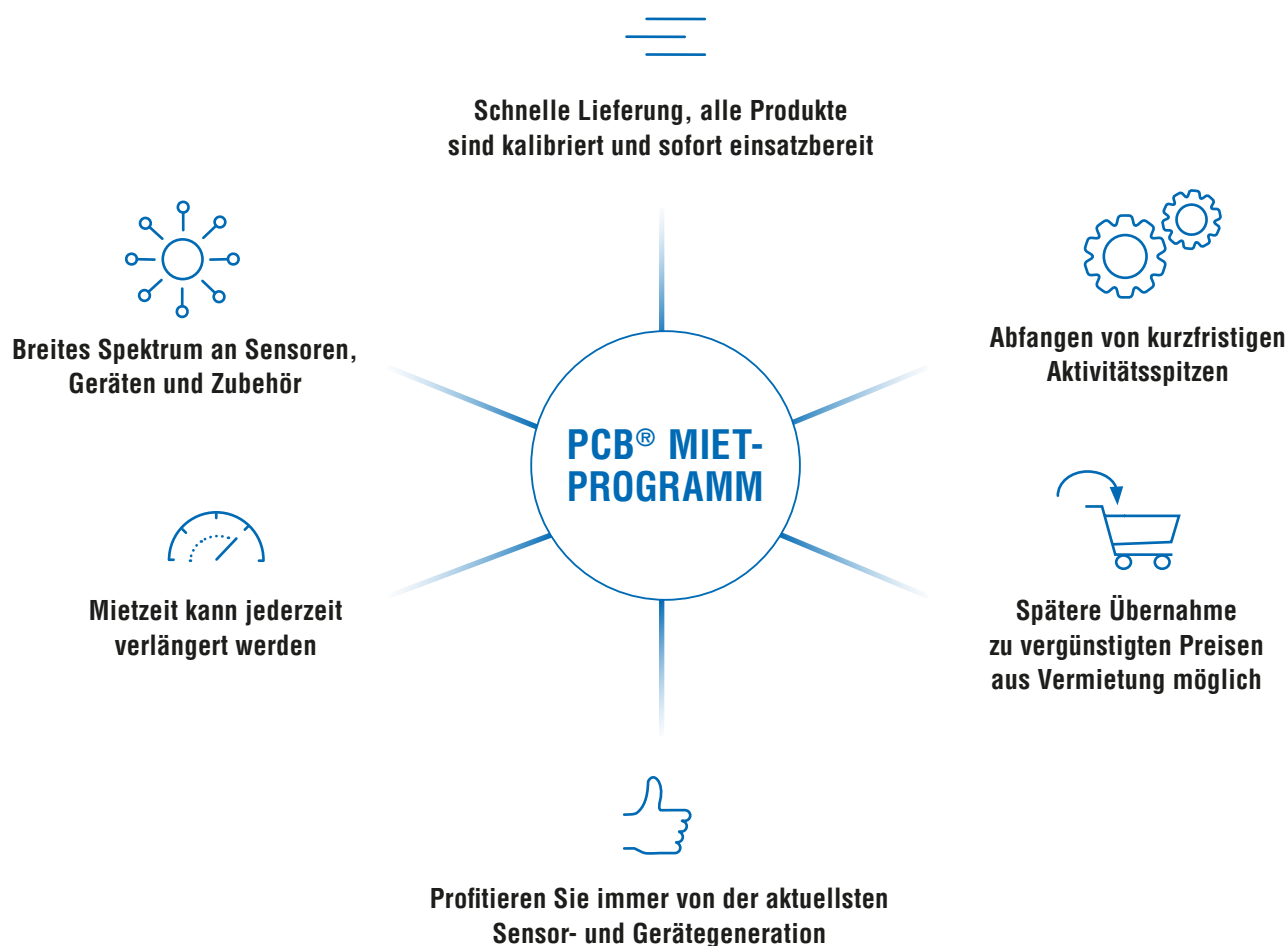 Schnelle Lieferung, alle Produkte
sind kalibriert und sofort einsatzbereit
Breites Spektrum an Sensoren,
Geräten und Zubehör
Abfangen von kurzfristigen
Aktivitätsspitzen
PCB® MIET-
PROGRAMM
Mietzeit kann jederzeit
verlängert werden
Spätere Übernahme
zu vergünstigten Preisen
aus Vermietung möglich
Profitieren Sie immer von der aktuellsten
Sensor- und Gerätegeneration